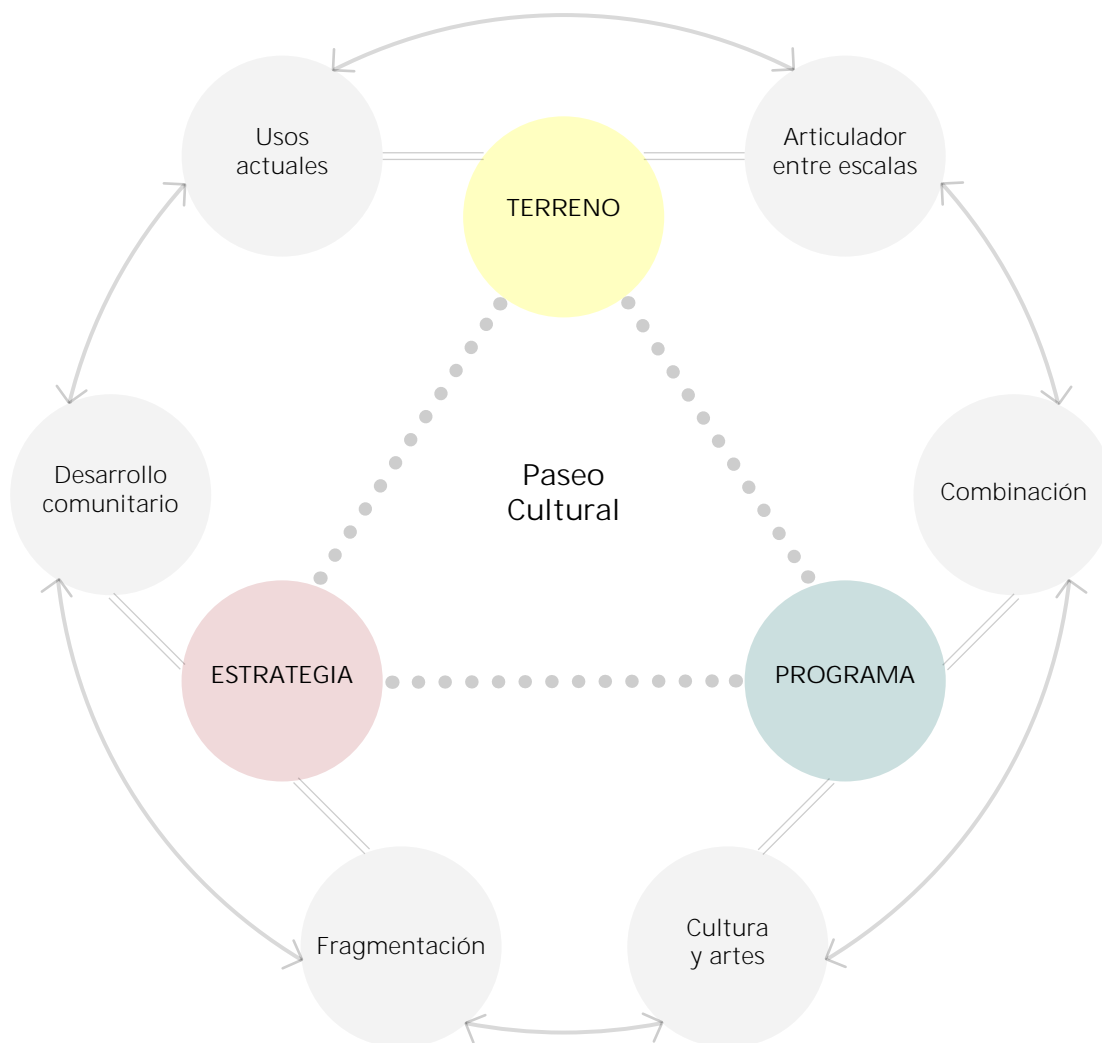 Usos
actuales
Articulador
entre escalas
TERRENO
Desarrollo
comunitario
Paseo
Cultural
Combinación
ESTRATEGIA
PROGRAMA
Fragmentación
Cultura
y artes